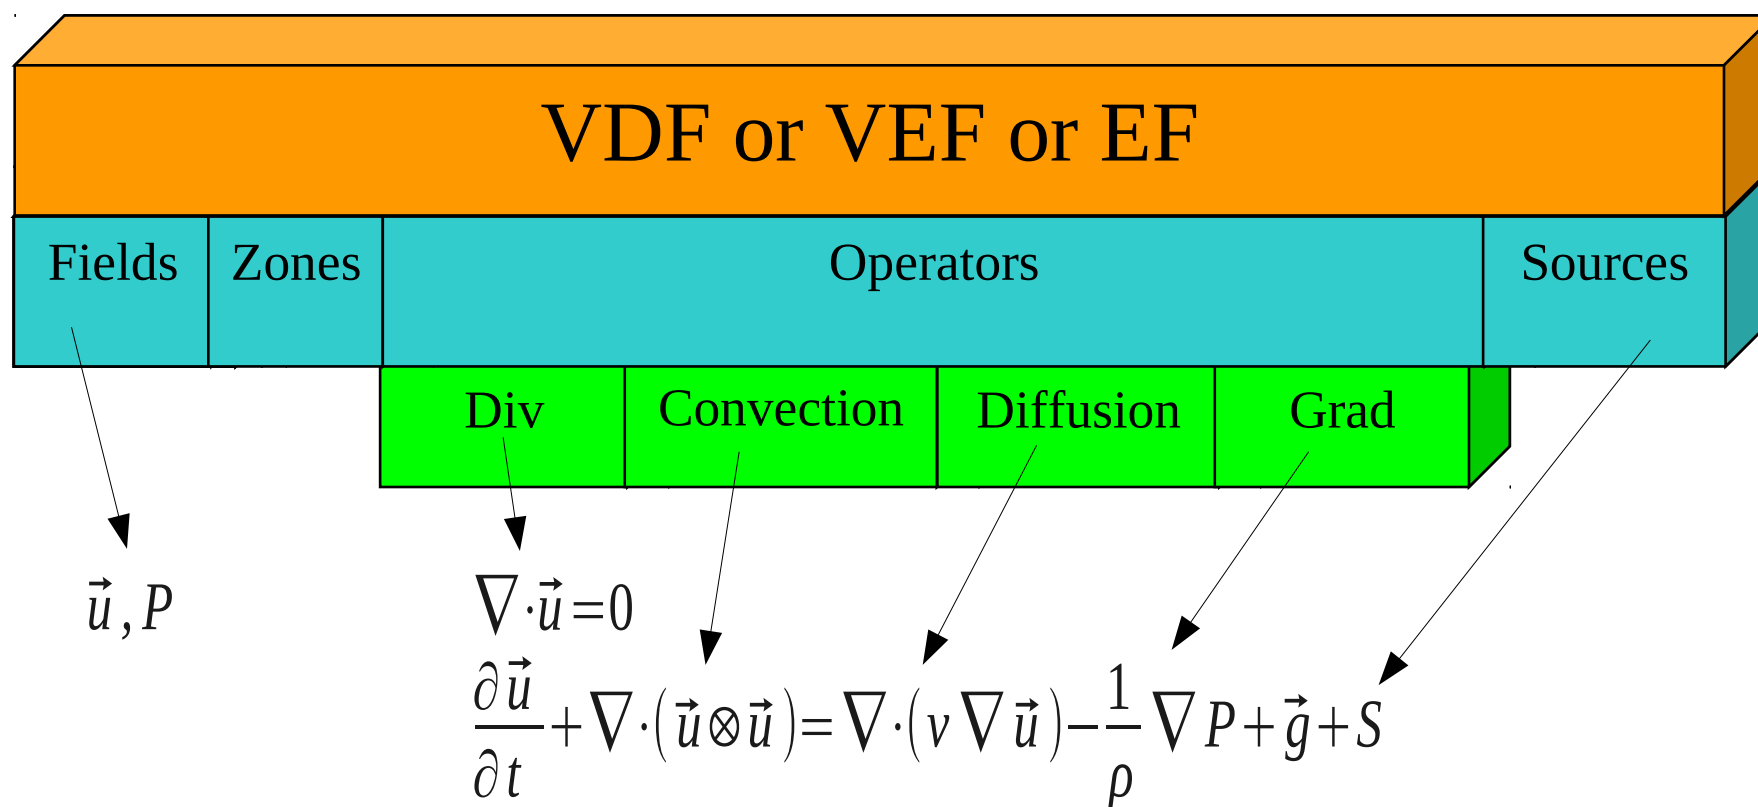 VDF or VEF or EF
Fields Zones Operators Sources
Div Convection Diffusion Grad
u⃗ , P
∇·u⃗=0
∂u⃗/∂t+∇·(u⃗⊗u⃗)=∇·(ν∇u⃗)−1/ρ ∇P+g⃗+S